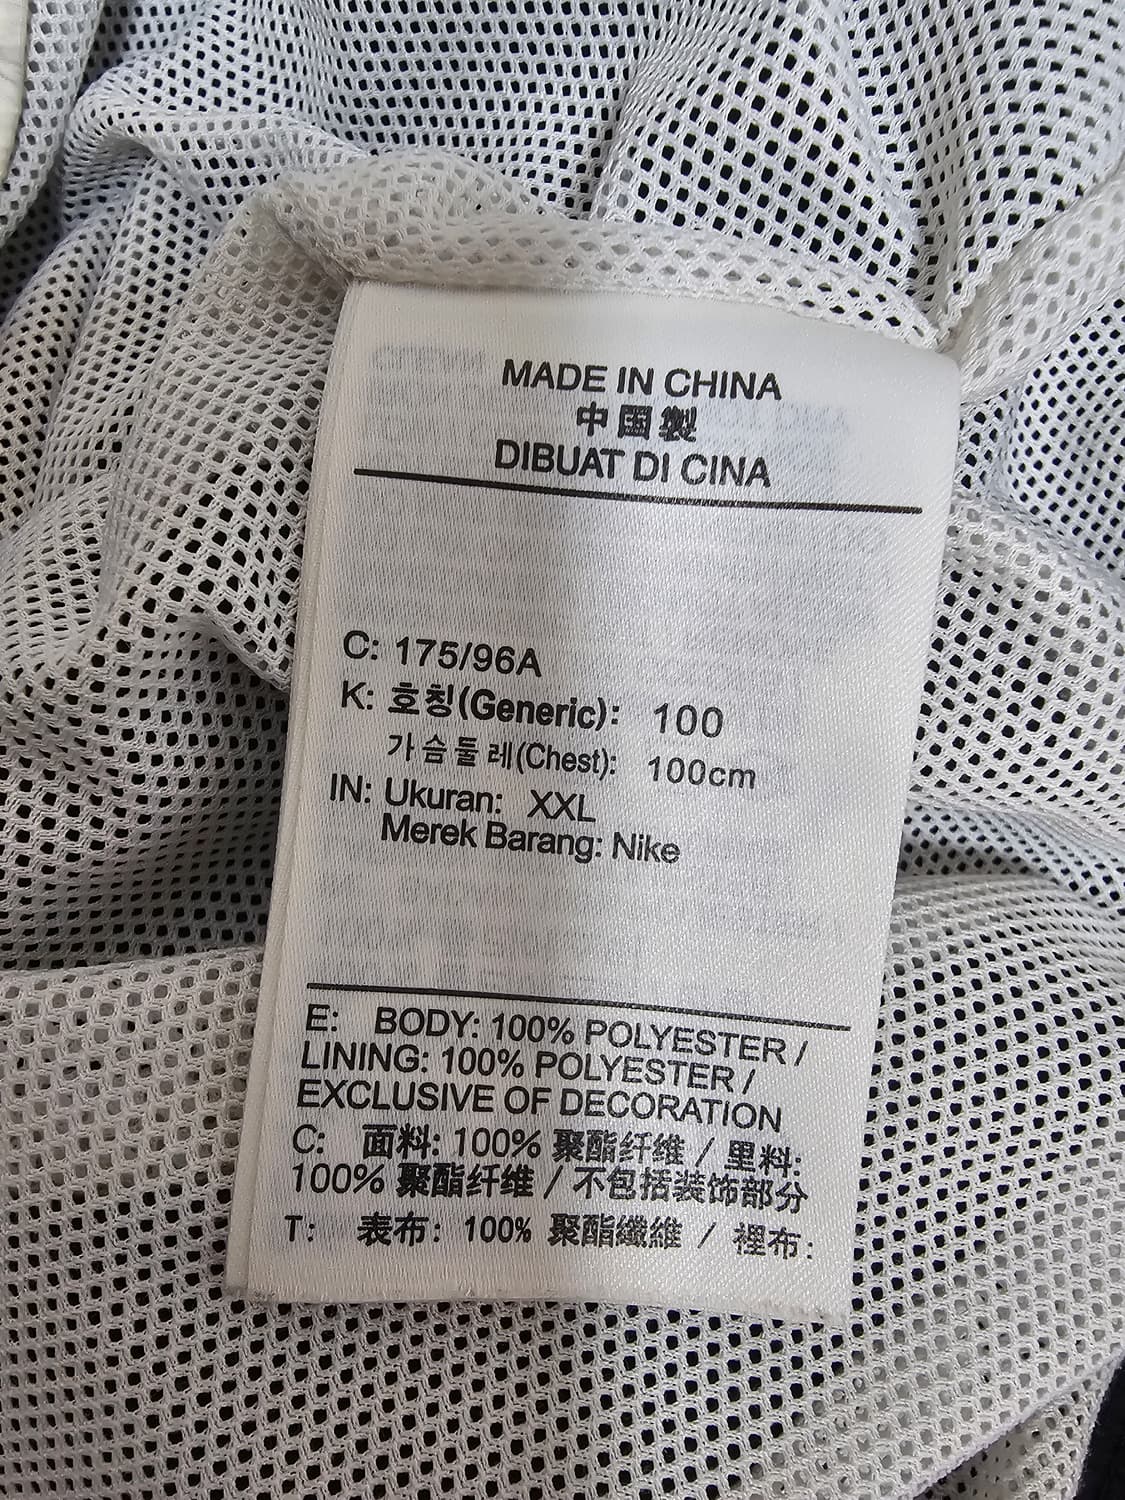 MADE IN CHINA
中国製
DIBUAT DI CINA
C: 175/96A
K: 호칭(Generic): 100
가슴둘레(Chest): 100cm
IN: Ukuran: XXL
Merek Barang: Nike
E: BODY: 100% POLYESTER /
LINING: 100% POLYESTER /
EXCLUSIVE OF DECORATION
C: 面料: 100% 聚酯纤维 / 里料:
100% 聚酯纤维 / 不包括装饰部分
T: 表布: 100% 聚酯纖維 / 裡布: